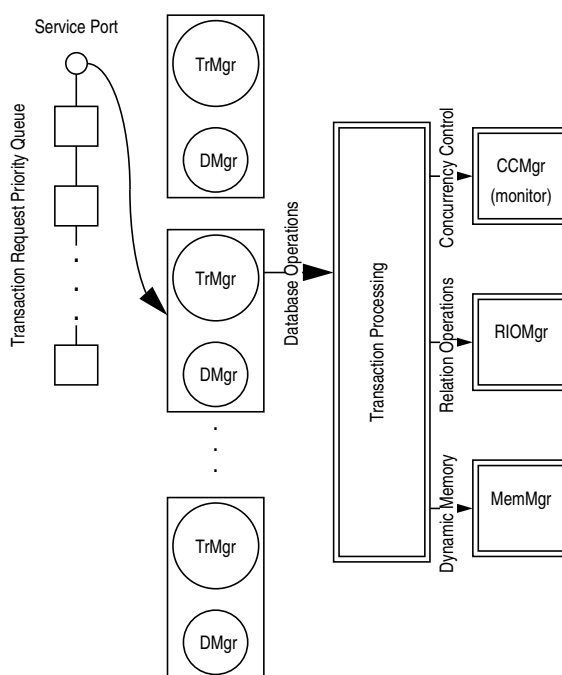 Service Port
Transaction Request Priority Queue
TrMgr
DMgr
TrMgr
DMgr
TrMgr
DMgr
Database Operations
Transaction Processing
Concurrency Control
CCMgr
(monitor)
Relation Operations
RIOMgr
Dynamic Memory
MemMgr